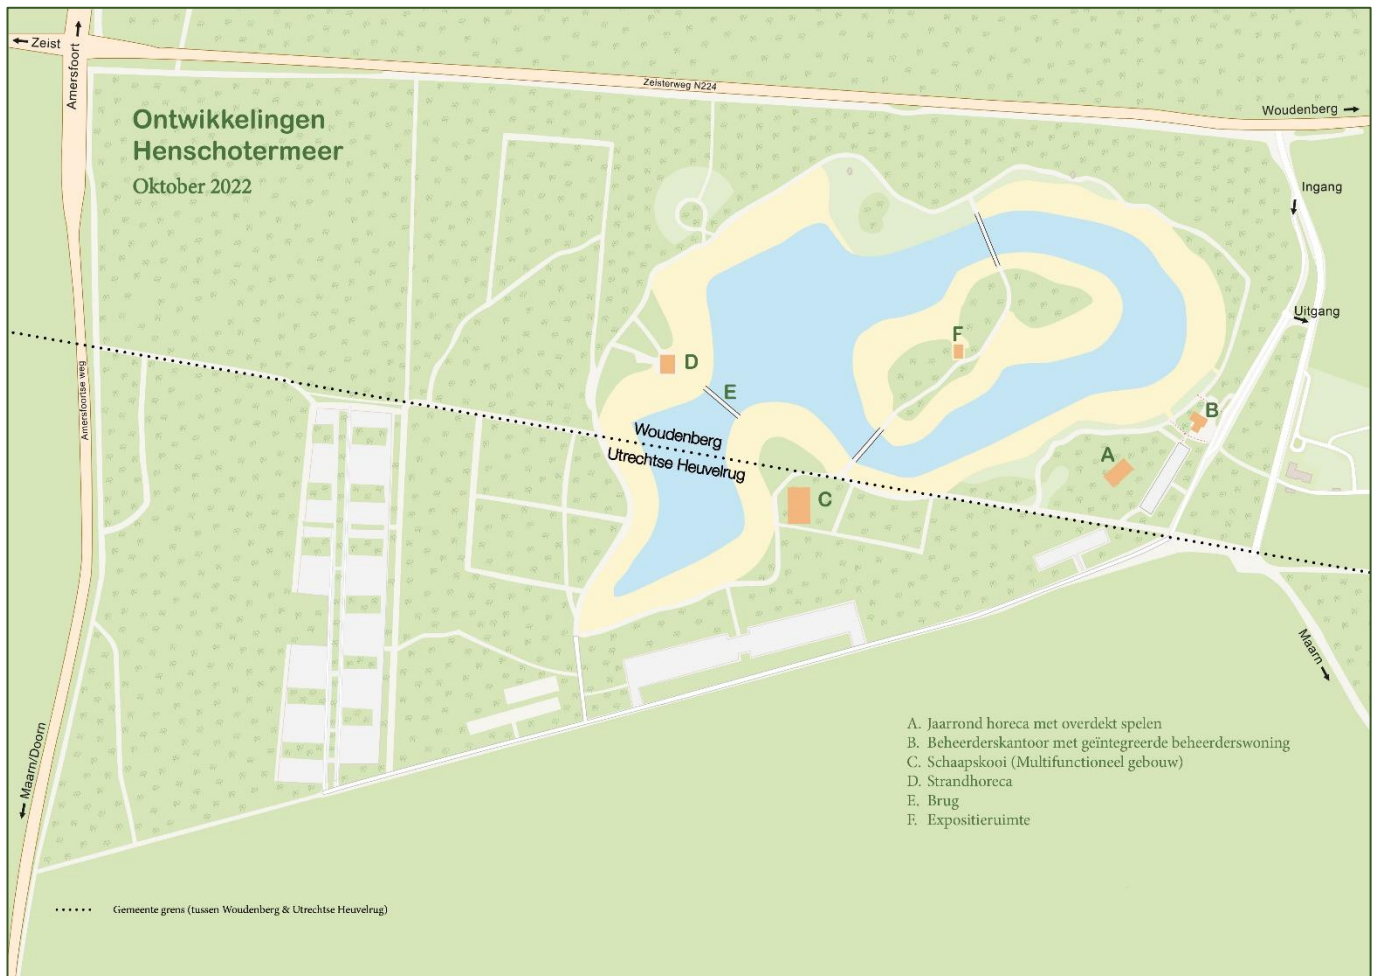 Zeist
Amersfoort
Zeisterweg N224
Woudenberg
Ontwikkelingen
Henschotermeer
Oktober 2022
Ingang
Uitgang
Amersfoortse weg
D
E
F
B
A
C
Woudenberg
Utrechtse Heuvelrug
Maarn
Maarn/Doorn
A. Jaarrond horeca met overdekt spelen
B. Beheerderskantoor met geïntegreerde beheerderswoning
C. Schaapskooi (Multifunctioneel gebouw)
D. Strandhoreca
E. Brug
F. Expositieruimte
Gemeente grens (tussen Woudenberg & Utrechtse Heuvelrug)